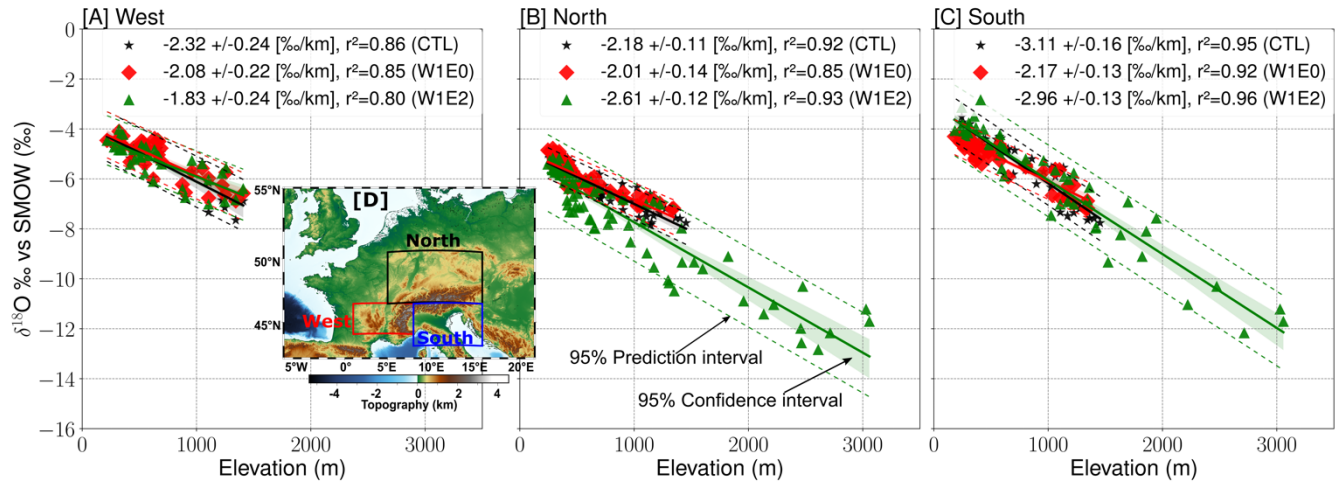 [A] West
[B] North
[C] South
-2.32 +/-0.24 [‰/km], r²=0.86 (CTL)
-2.08 +/-0.22 [‰/km], r²=0.85 (W1E0)
-1.83 +/-0.24 [‰/km], r²=0.80 (W1E2)
-2.18 +/-0.11 [‰/km], r²=0.92 (CTL)
-2.01 +/-0.14 [‰/km], r²=0.85 (W1E0)
-2.61 +/-0.12 [‰/km], r²=0.93 (W1E2)
-3.11 +/-0.16 [‰/km], r²=0.95 (CTL)
-2.17 +/-0.13 [‰/km], r²=0.92 (W1E0)
-2.96 +/-0.13 [‰/km], r²=0.96 (W1E2)
δ¹⁸O ‰ vs SMOW (‰)
0
−2
−4
−6
−8
−10
−12
−14
−16
[D]
North
West
South
55°N
50°N
45°N
5°W 0° 5°E 10°E 15°E 20°E
-4 -2 0 2 4
Topography (km)
95% Prediction interval
95% Confidence interval
0 1000 2000 3000
Elevation (m)
0 1000 2000 3000
Elevation (m)
0 1000 2000 3000
Elevation (m)